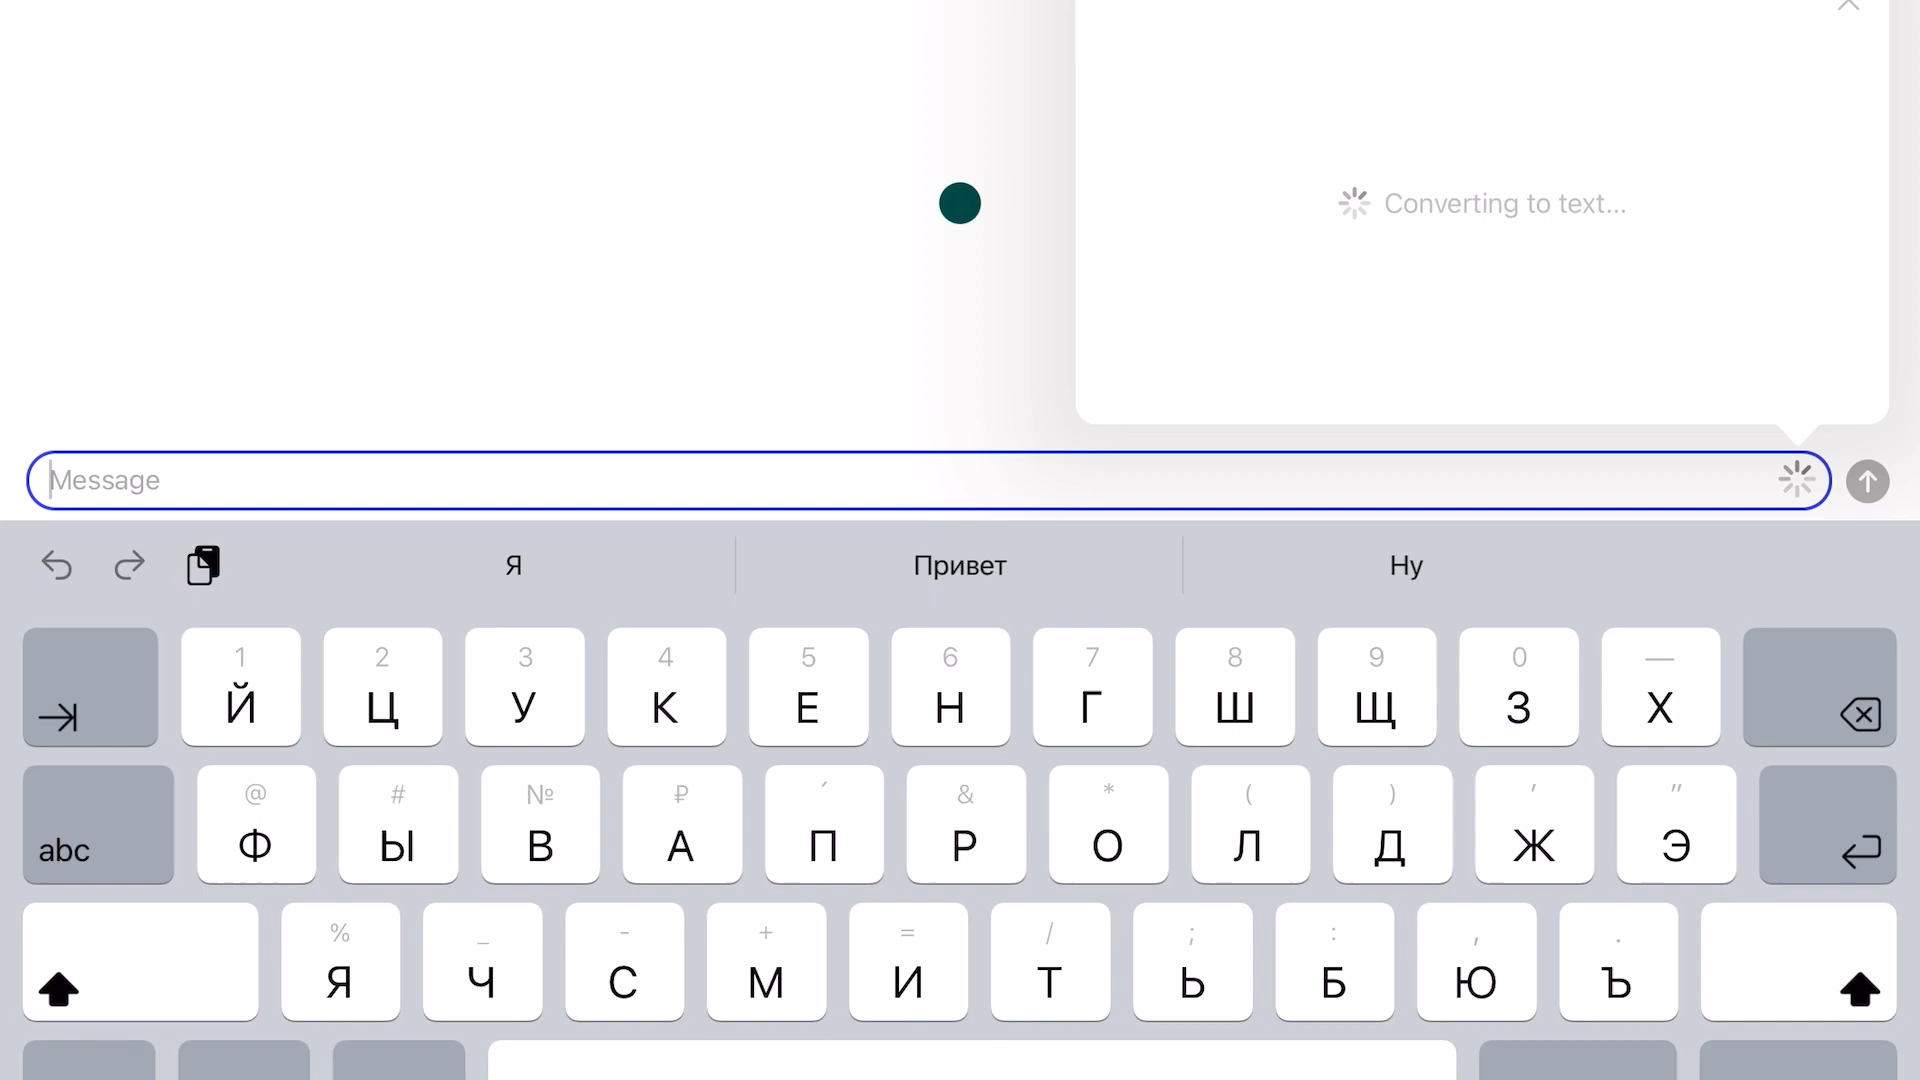 Converting to text...
Message
Я Привет Ну
1 2 3 4 5 6 7 8 9 0 —
Й Ц У К Е Н Г Ш Щ З Х
@ # № ₽ ´ & * ( ) ′ ″
abc Ф Ы В А П Р О Л Д Ж Э
% _ - + = / ; : , .
Я Ч С М И Т Ь Б Ю Ъ